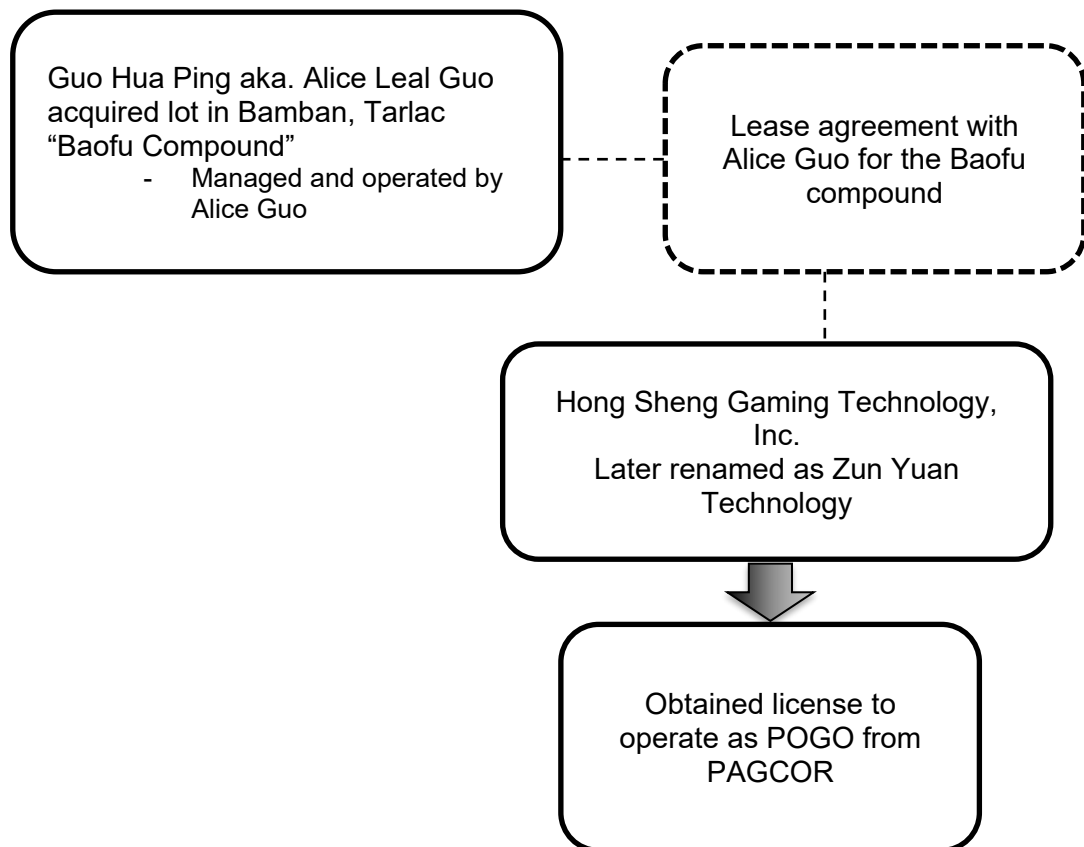 Guo Hua Ping aka. Alice Leal Guo
acquired lot in Bamban, Tarlac
“Baofu Compound”
- Managed and operated by
Alice Guo
Lease agreement with
Alice Guo for the Baofu
compound
Hong Sheng Gaming Technology,
Inc.
Later renamed as Zun Yuan
Technology
Obtained license to
operate as POGO from
PAGCOR